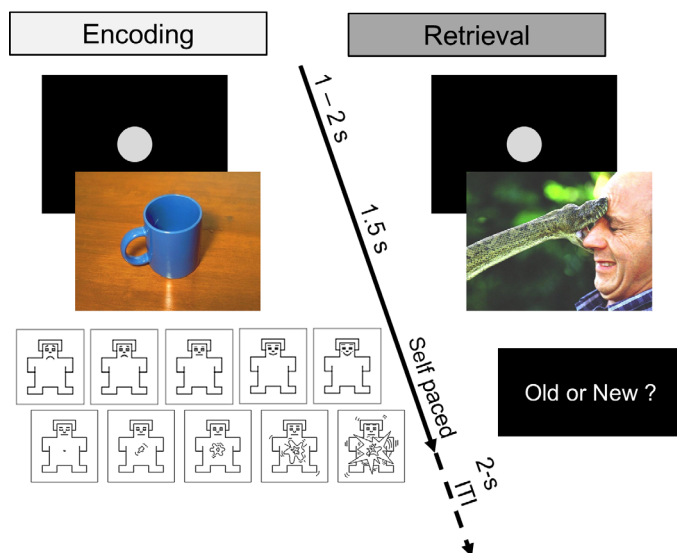 Encoding
Retrieval
1 – 2 s
1.5 s
Self paced
Old or New ?
2-s
ITI